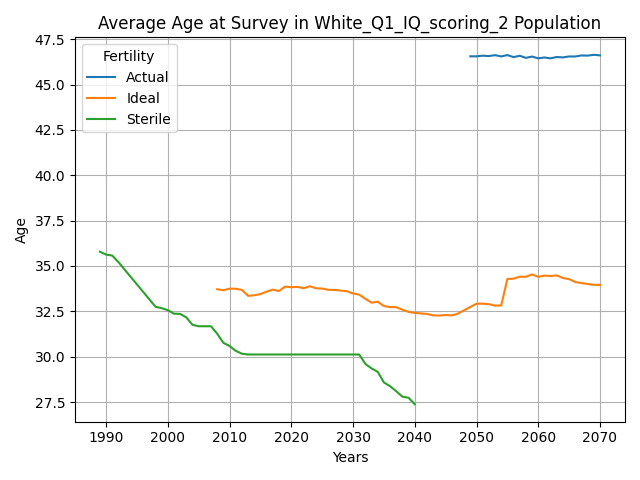 Average Age at Survey in White_Q1_IQ_scoring_2 Population
47.5
45.0
42.5
40.0
37.5
35.0
32.5
30.0
27.5
Age
Fertility
Actual
Ideal
Sterile
1990 2000 2010 2020 2030 2040 2050 2060 2070
Years